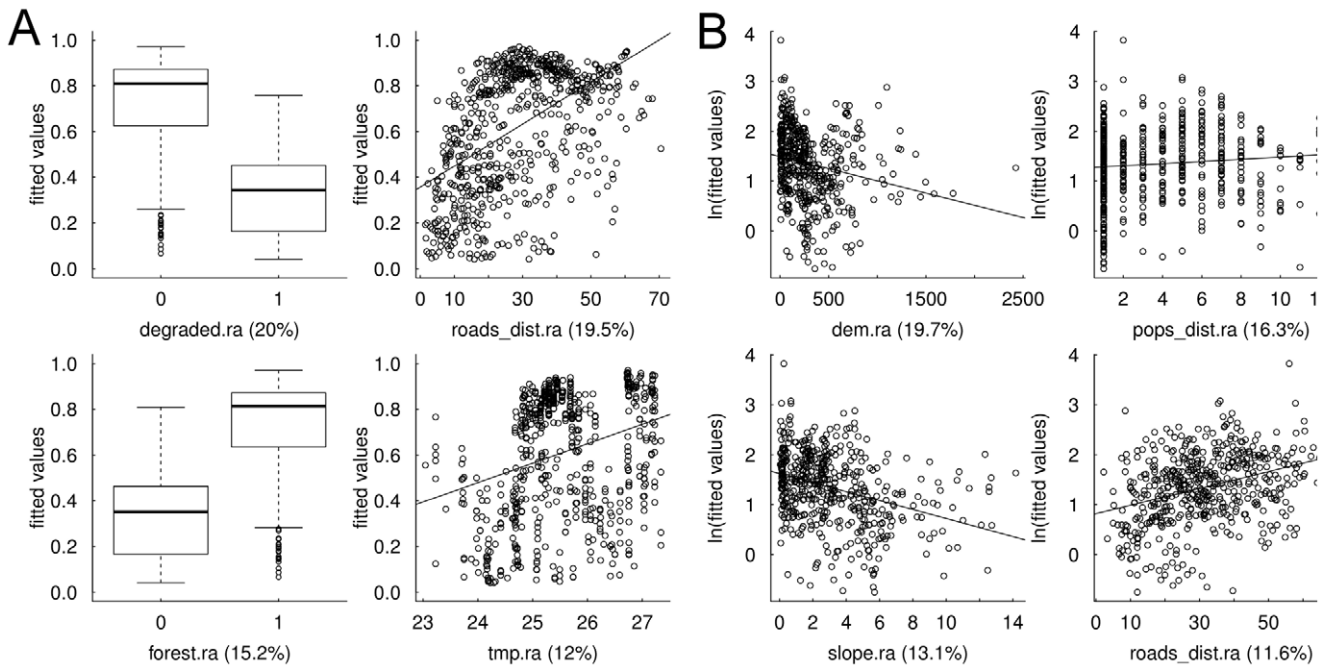 A
B
fitted values
1.0
0.8
0.6
0.4
0.2
0.0
0 1
degraded.ra (20%)
fitted values
1.0
0.8
0.6
0.4
0.2
0.0
0 10 30 50 70
roads_dist.ra (19.5%)
ln(fitted values)
4
3
2
1
0
0 500 1500 2500
dem.ra (19.7%)
ln(fitted values)
4
3
2
1
0
2 4 6 8 10 1
pops_dist.ra (16.3%)
fitted values
1.0
0.8
0.6
0.4
0.2
0.0
0 1
forest.ra (15.2%)
fitted values
1.0
0.8
0.6
0.4
0.2
0.0
23 24 25 26 27
tmp.ra (12%)
ln(fitted values)
4
3
2
1
0
0 2 4 6 8 10 14
slope.ra (13.1%)
ln(fitted values)
4
3
2
1
0
0 10 30 50
roads_dist.ra (11.6%)